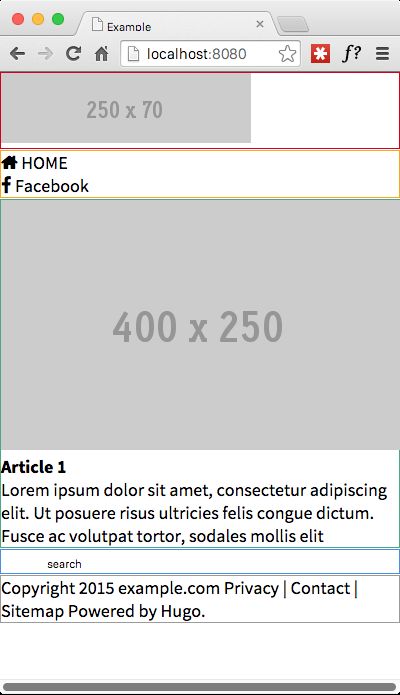 Example
localhost:8080
f?
250 x 70
HOME
Facebook
400 x 250
Article 1
Lorem ipsum dolor sit amet, consectetur adipiscing
elit. Ut posuere risus ultricies felis congue dictum.
Fusce ac volutpat tortor, sodales mollis elit
search
Copyright 2015 example.com Privacy | Contact |
Sitemap Powered by Hugo.